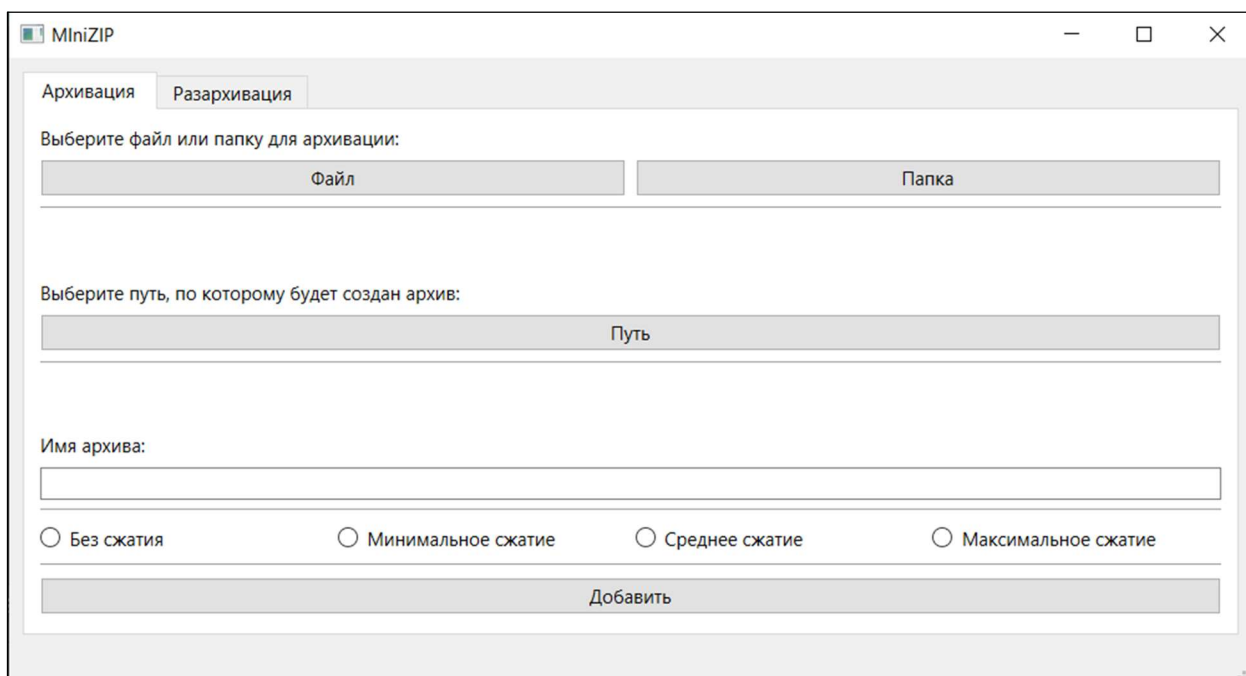 MIniZIP
Архивация Разархивация
Выберите файл или папку для архивации:
Файл Папка
Выберите путь, по которому будет создан архив:
Путь
Имя архива:
Без сжатия Минимальное сжатие Среднее сжатие Максимальное сжатие
Добавить